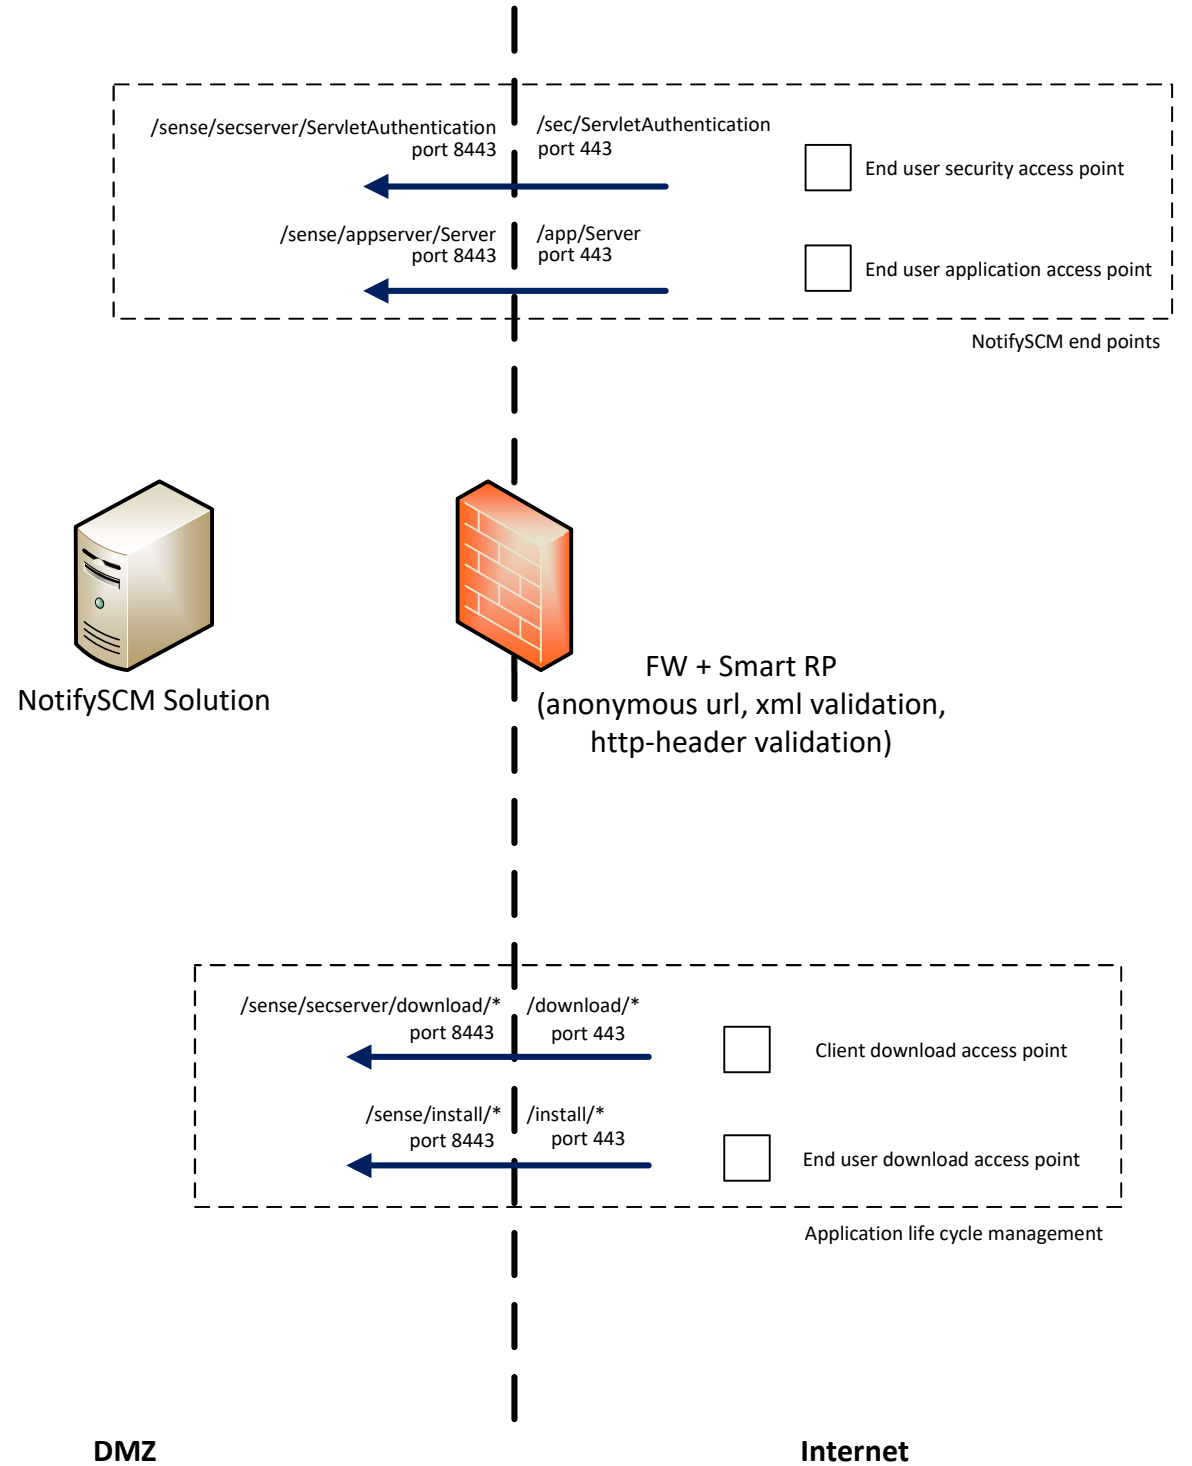 /sense/secserver/ServletAuthentication
port 8443
/sec/ServletAuthentication
port 443
End user security access point
/sense/appserver/Server
port 8443
/app/Server
port 443
End user application access point
NotifySCM end points
NotifySCM Solution
FW + Smart RP
(anonymous url, xml validation,
http-header validation)
/sense/secserver/download/*
port 8443
/download/*
port 443
Client download access point
/sense/install/*
port 8443
/install/*
port 443
End user download access point
Application life cycle management
DMZ
Internet